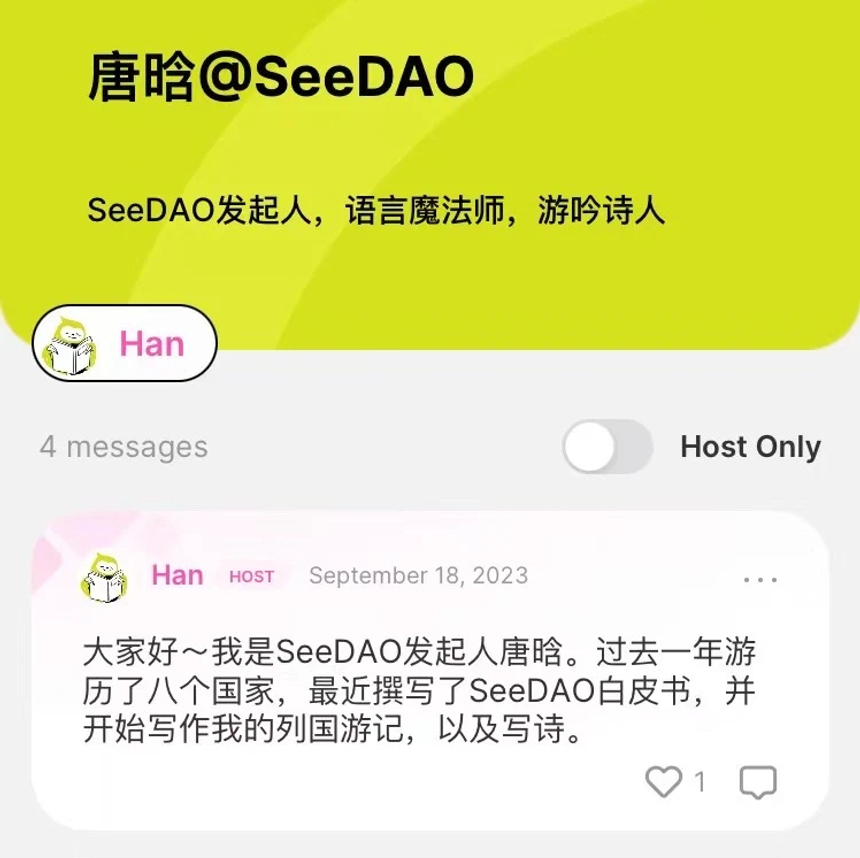 唐晗@SeeDAO
SeeDAO发起人，语言魔法师，游吟诗人
Han
4 messages
Host Only
Han HOST September 18, 2023
大家好～我是SeeDAO发起人唐晗。过去一年游
历了八个国家，最近撰写了SeeDAO白皮书，并
开始写作我的列国游记，以及写诗。
1